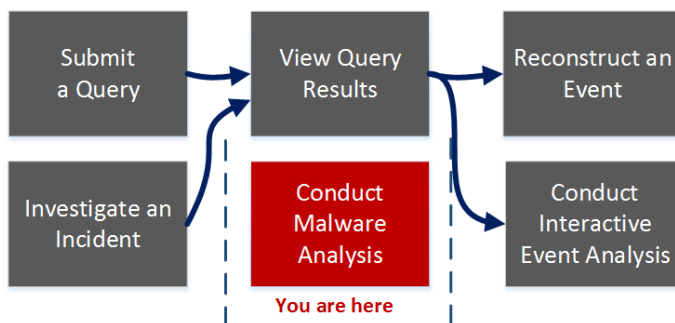 Submit
a Query
View Query
Results
Reconstruct an
Event
Investigate an
Incident
Conduct
Malware
Analysis
Conduct
Interactive
Event Analysis
You are here